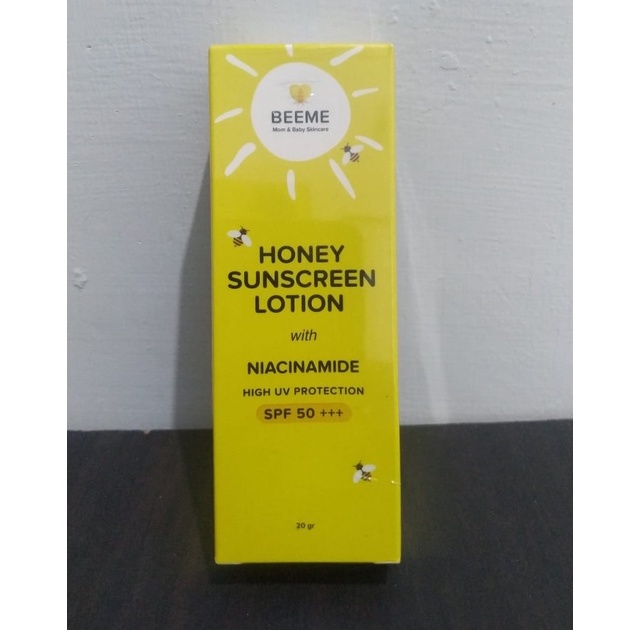 BEEME
Mom & Baby Skincare
HONEY
SUNSCREEN
LOTION
with
NIACINAMIDE
HIGH UV PROTECTION
SPF 50 +++
20 gr